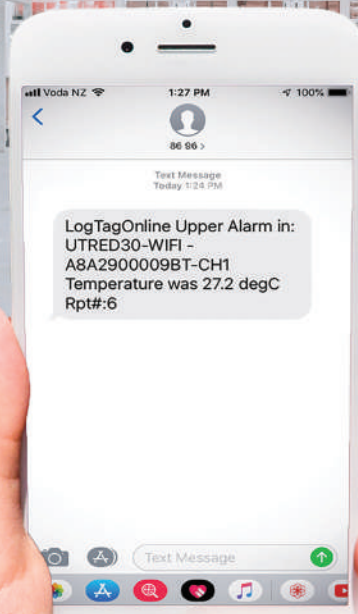 Voda NZ
1:27 PM
100%
86 96 >
Text Message
Today 1:24 PM
LogTagOnline Upper Alarm in:
UTRED30-WIFI -
A8A2900009BT-CH1
Temperature was 27.2 degC
Rpt#:6
Text Message